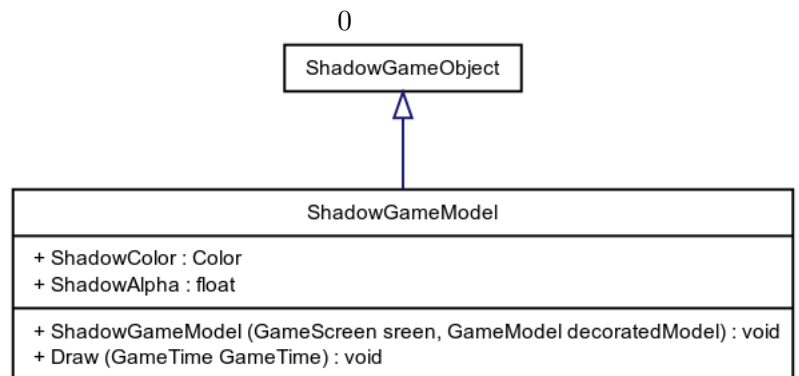 0
ShadowGameObject
ShadowGameModel
+ ShadowColor : Color
+ ShadowAlpha : float
+ ShadowGameModel (GameScreen sreen, GameModel decoratedModel) : void
+ Draw (GameTime GameTime) : void